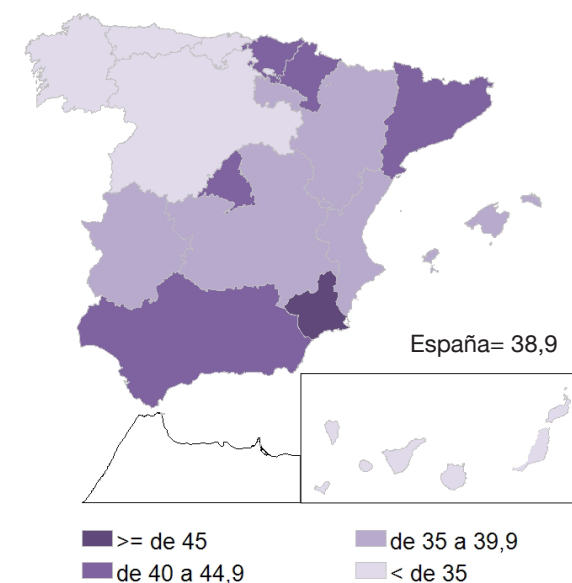 España= 38,9
>= de 45
de 35 a 39,9
de 40 a 44,9
< de 35